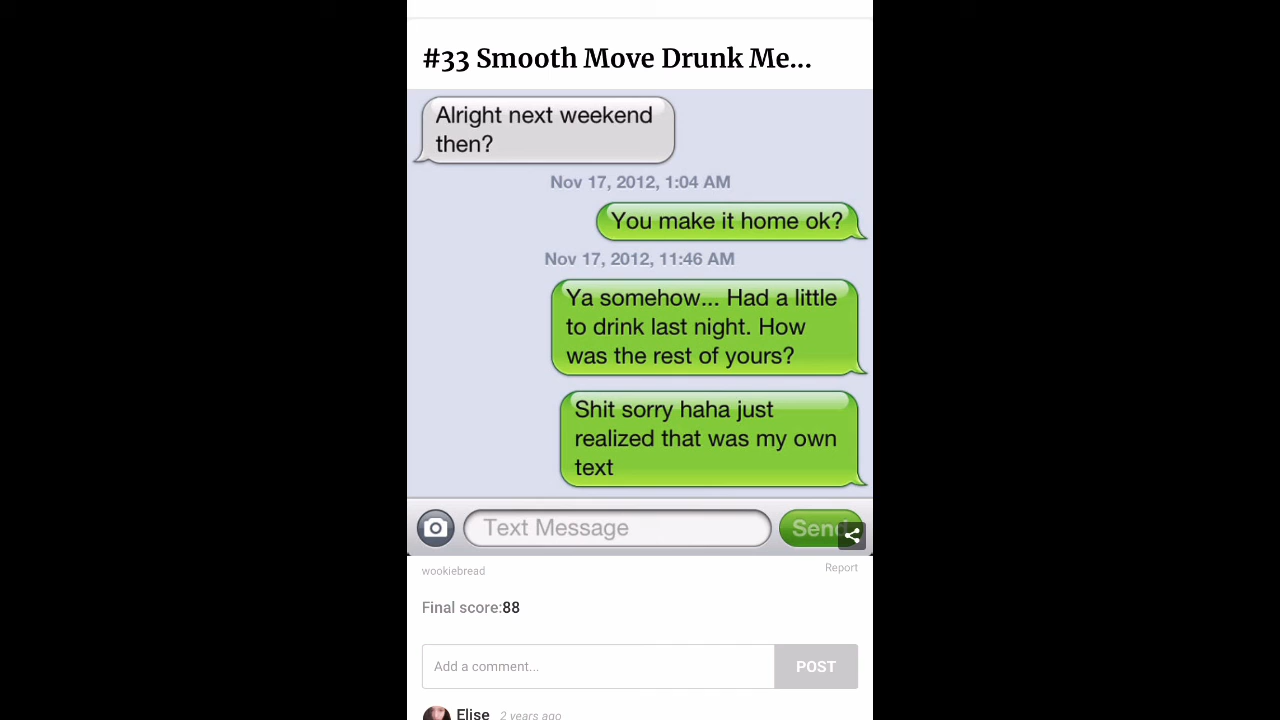 #33 Smooth Move Drunk Me...
Alright next weekend
then?
Nov 17, 2012, 1:04 AM
You make it home ok?
Nov 17, 2012, 11:46 AM
Ya somehow... Had a little
to drink last night. How
was the rest of yours?
Shit sorry haha just
realized that was my own
text
Text Message
Send
wookiebread
Report
Final score:88
Add a comment...
POST
Elise 2 years ago